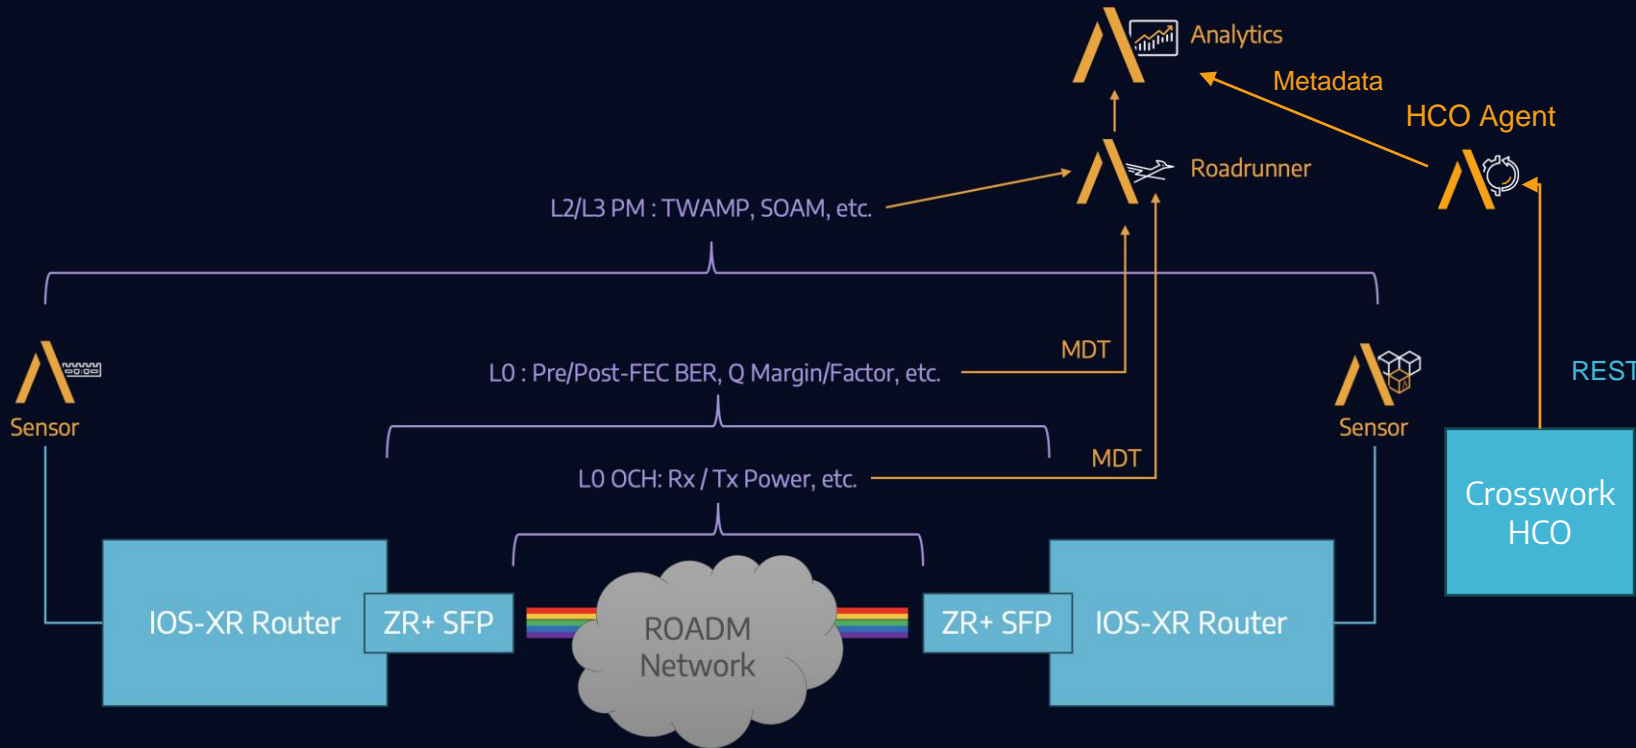 Analytics
Metadata
HCO Agent
Roadrunner
L2/L3 PM : TWAMP, SOAM, etc.
MDT
L0 : Pre/Post-FEC BER, Q Margin/Factor, etc.
REST
Sensor
Sensor
MDT
L0 OCH: Rx / Tx Power, etc.
Crosswork
HCO
IOS-XR Router
ZR+ SFP
ROADM
Network
ZR+ SFP
IOS-XR Router